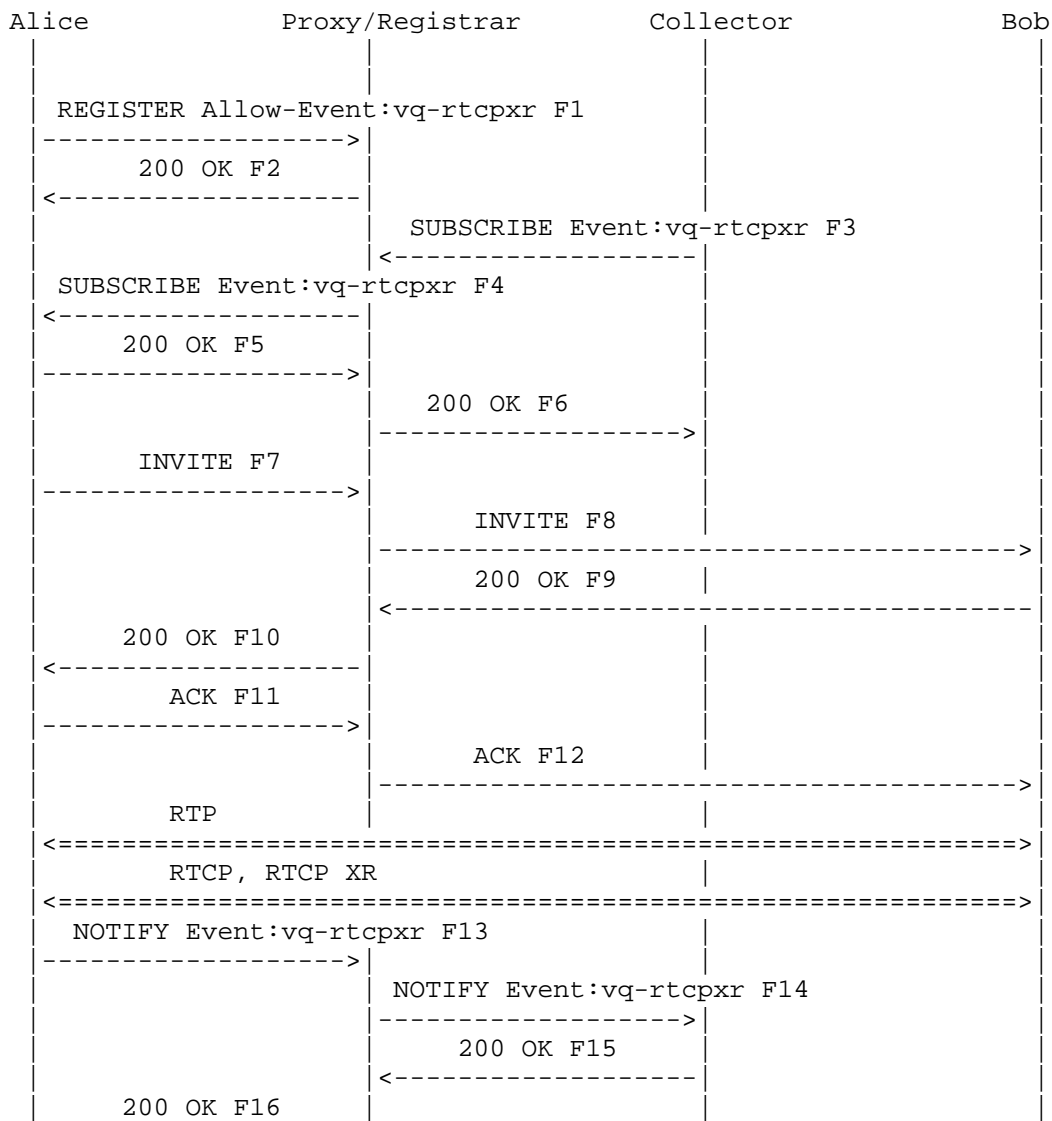 Alice Proxy/Registrar Collector Bob
REGISTER Allow-Event:vq-rtcpxr F1
200 OK F2
SUBSCRIBE Event:vq-rtcpxr F3
SUBSCRIBE Event:vq-rtcpxr F4
200 OK F5
200 OK F6
INVITE F7
INVITE F8
200 OK F9
200 OK F10
ACK F11
ACK F12
RTP
RTCP, RTCP XR
NOTIFY Event:vq-rtcpxr F13
NOTIFY Event:vq-rtcpxr F14
200 OK F15
200 OK F16